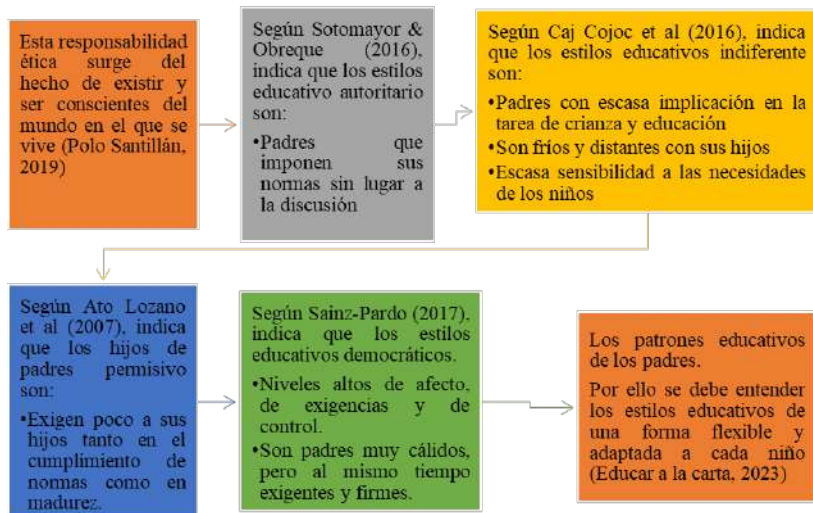 Esta responsabilidad
ética surge del
hecho de existir y
ser conscientes del
mundo en el que se
vive (Polo Santillán,
2019)
Según Sotomayor &
Obreque (2016),
indica que los estilos
educativo autoritario
son:
•Padres que
imponen sus
normas sin lugar a
la discusión
Según Caj Cojoc et al (2016), indica
que los estilos educativos indiferente
son:
•Padres con escasa implicación en la
tarea de crianza y educación
•Son fríos y distantes con sus hijos
•Escasa sensibilidad a las necesidades
de los niños
Según Ato Lozano
et al (2007), indica
que los hijos de
padres permisivo
son:
•Exigen poco a sus
hijos tanto en el
cumplimiento de
normas como en
madurez.
Según Sainz-Pardo (2017),
indica que los estilos
educativos democráticos.
•Niveles altos de afecto,
de exigencias y de
control.
•Son padres muy cálidos,
pero al mismo tiempo
exigentes y firmes.
Los patrones educativos
de los padres.
Por ello se debe entender
los estilos educativos de
una forma flexible y
adaptada a cada niño
(Educar a la carta, 2023)